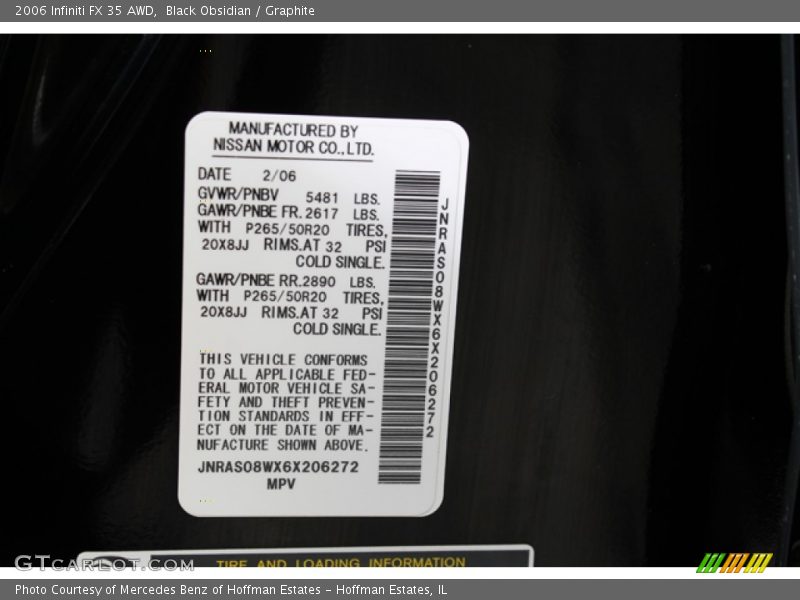 2006 Infiniti FX 35 AWD,  Black Obsidian / Graphite
MANUFACTURED BY
NISSAN MOTOR CO., LTD.
DATE 2/06
GVWR/PNBV 5481 LBS.
GAWR/PNBE FR. 2617 LBS.
WITH P265/50R20 TIRES,
20X8JJ RIMS. AT 32 PSI
COLD SINGLE.
GAWR/PNBE RR. 2890 LBS.
WITH P265/50R20 TIRES,
20X8JJ RIMS. AT 32 PSI
COLD SINGLE.
THIS VEHICLE CONFORMS
TO ALL APPLICABLE FED-
ERAL MOTOR VEHICLE SA-
FETY AND THEFT PREVEN-
TION STANDARDS IN EFF-
ECT ON THE DATE OF MA-
NUFACTURE SHOWN ABOVE.
JNRAS08WX6X206272
MPV
JNRAS08WX6X206272
TIRE AND LOADING INFORMATION
GTCarLot.com
Photo Courtesy of Mercedes Benz of Hoffman Estates - Hoffman Estates, IL